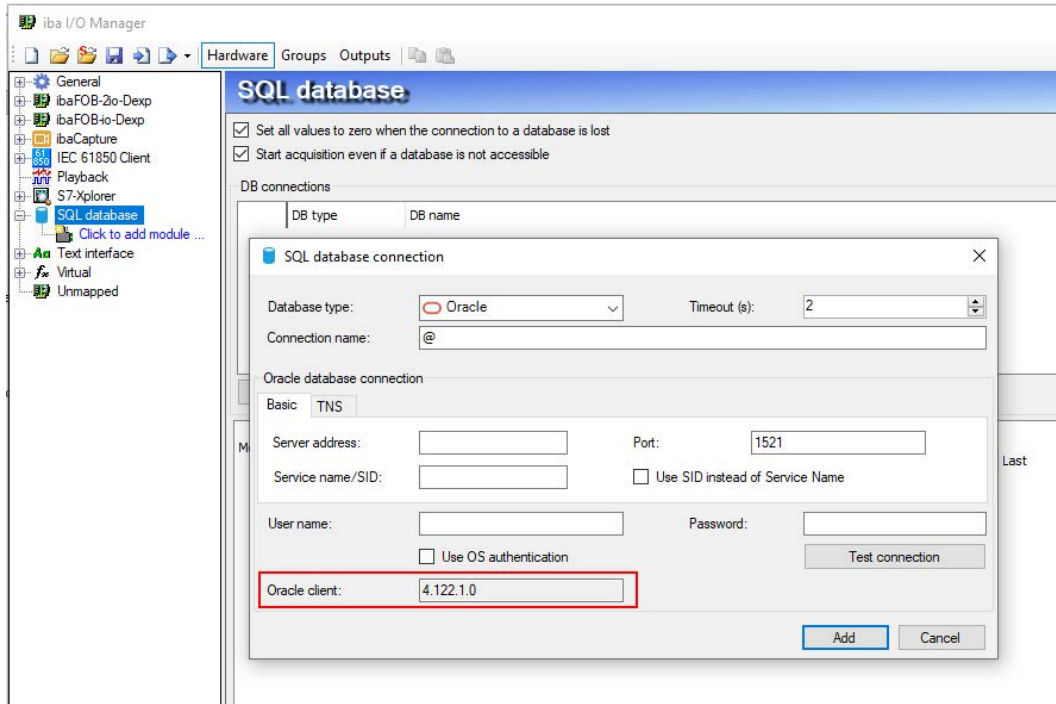 iba I/O Manager
Hardware Groups Outputs
General
ibaFOB-2io-Dexp
ibaFOB-io-Dexp
ibaCapture
61
850
IEC 61850 Client
Playback
S7-Xplorer
SQL database
Click to add module ...
Aa Text interface
fx Virtual
Unmapped
SQL database
Set all values to zero when the connection to a database is lost
Start acquisition even if a database is not accessible
DB connections
DB type DB name
SQL database connection
Database type: Oracle Timeout (s): 2
Connection name: @
Oracle database connection
Basic TNS
Server address: Port: 1521
Service name/SID: Use SID instead of Service Name
User name: Password:
Use OS authentication Test connection
Oracle client: 4.122.1.0
Add Cancel
Last